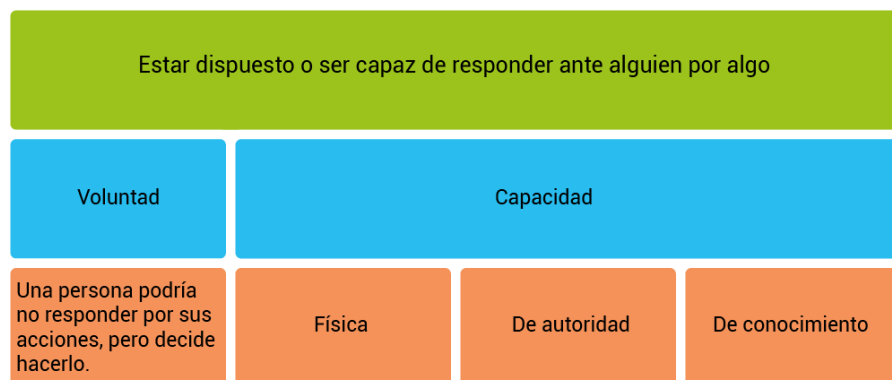 Estar dispuesto o ser capaz de responder ante alguien por algo
Voluntad
Capacidad
Una persona podría
no responder por sus
acciones, pero decide
hacerlo.
Física
De autoridad
De conocimiento